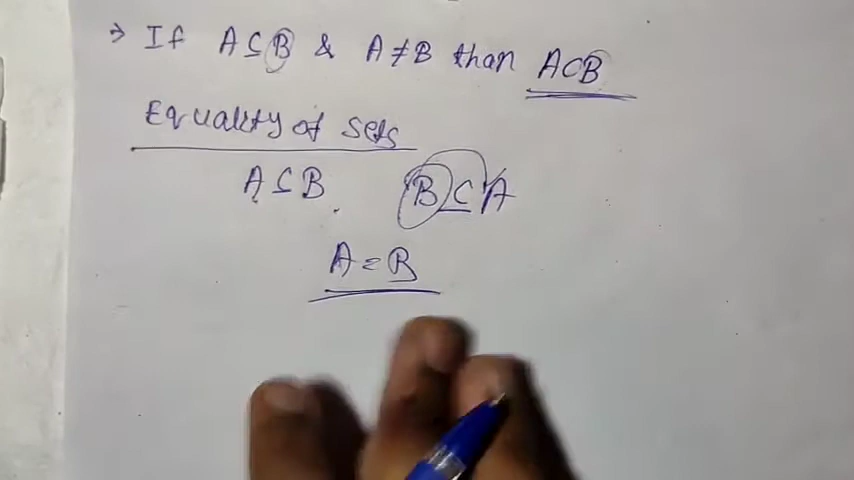 → If A⊆B & A≠B than A⊂B
Equality of sets
A⊆B B⊆A
A=B